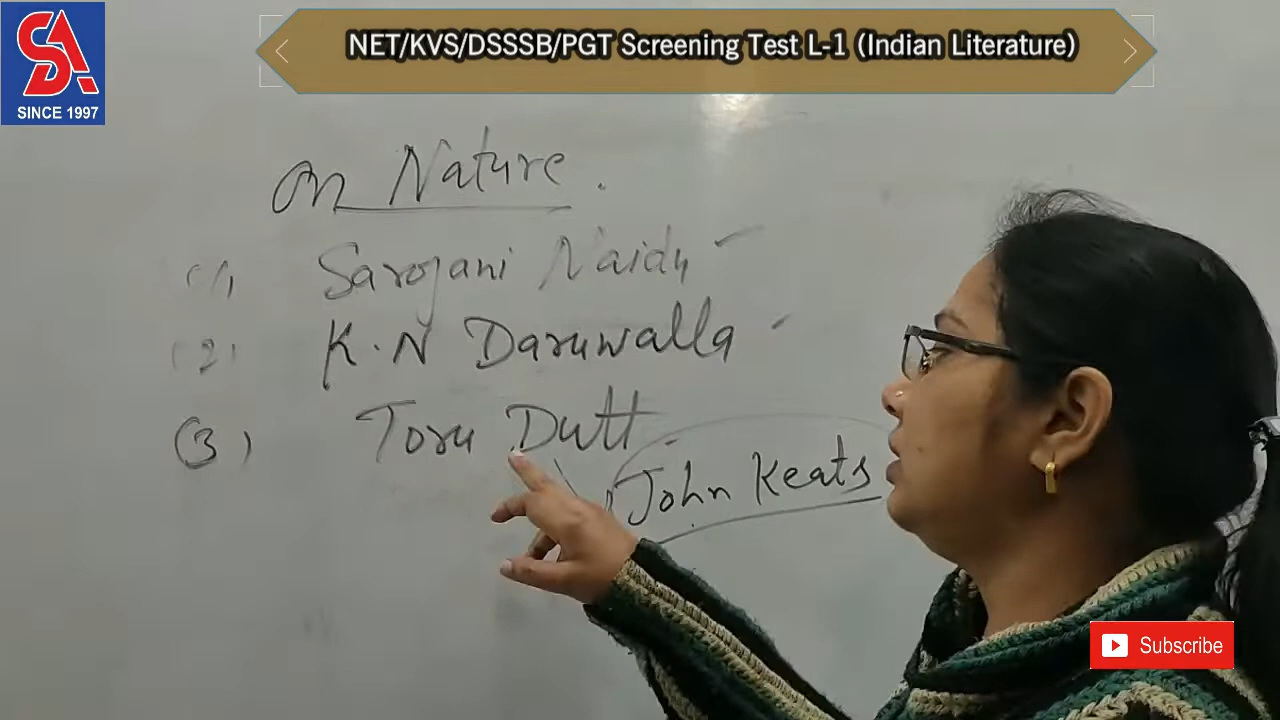 SA
SINCE 1997
NET/KVS/DSSSB/PGT Screening Test L-1 (Indian Literature)
On Nature.
(1) Sarojani Naidu
(2) K.N Daruwalla
(3) Toru Dutt
John Keats
Subscribe